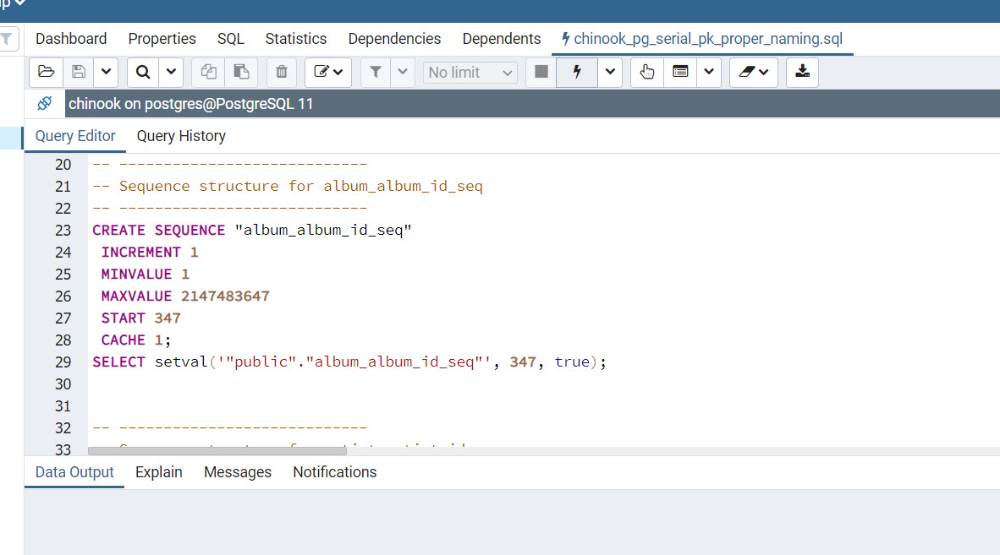 Dashboard Properties SQL Statistics Dependencies Dependents chinook_pg_serial_pk_proper_naming.sql
No limit
chinook on postgres@PostgreSQL 11
Query Editor Query History
20 -- ----------------------------
21 -- Sequence structure for album_album_id_seq
22 -- ----------------------------
23 CREATE SEQUENCE "album_album_id_seq"
24 INCREMENT 1
25 MINVALUE 1
26 MAXVALUE 2147483647
27 START 347
28 CACHE 1;
29 SELECT setval('"public"."album_album_id_seq"', 347, true);
30
31
32 -- ----------------------------
33
Data Output Explain Messages Notifications